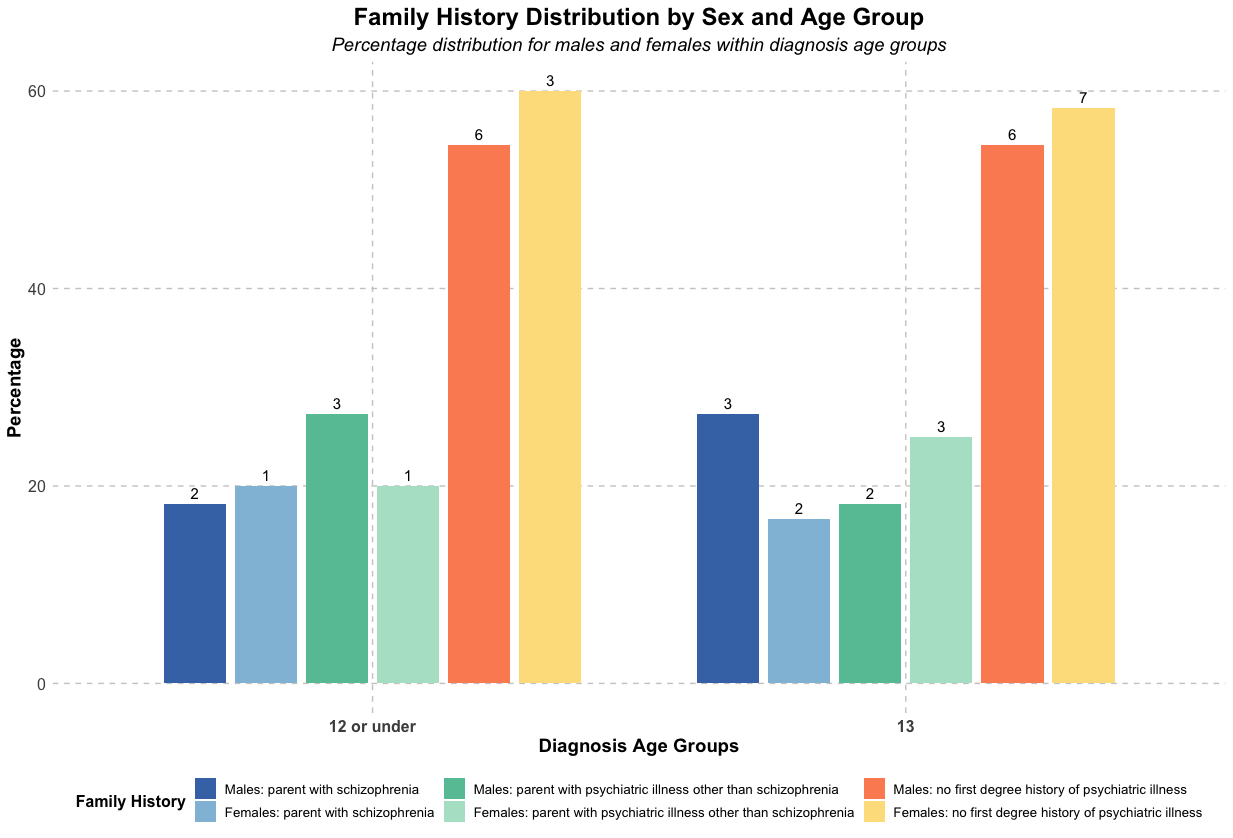 Family History Distribution by Sex and Age Group
Percentage distribution for males and females within diagnosis age groups
Percentage
60
40
20
0
2
1
3
1
6
3
3
2
2
3
6
7
12 or under
13
Diagnosis Age Groups
Family History
Males: parent with schizophrenia
Females: parent with schizophrenia
Males: parent with psychiatric illness other than schizophrenia
Females: parent with psychiatric illness other than schizophrenia
Males: no first degree history of psychiatric illness
Females: no first degree history of psychiatric illness